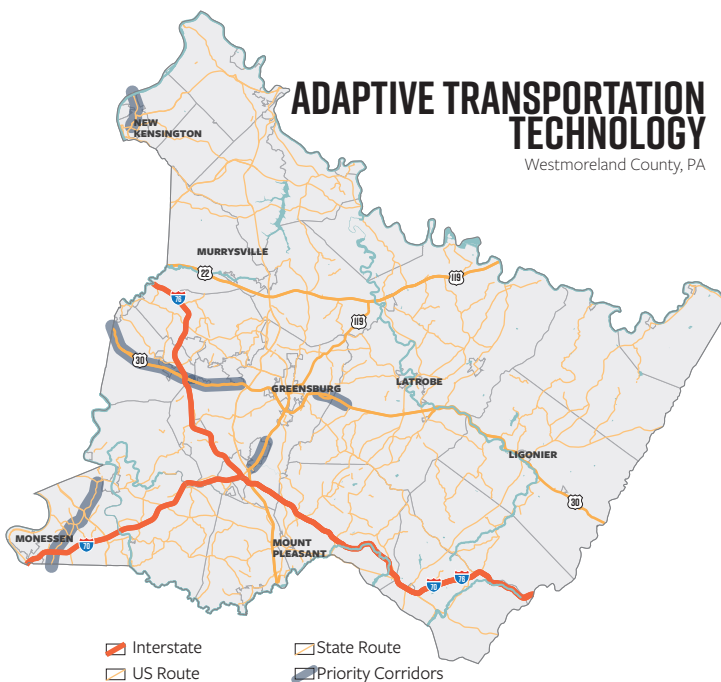 ADAPTIVE TRANSPORTATION
TECHNOLOGY
Westmoreland County, PA
NEW
KENSINGTON
MURRYSVILLE
22
119
76
119
30
GREENSBURG
LATROBE
LIGONIER
30
MONESSEN
70
MOUNT
PLEASANT
70
76
Interstate
State Route
US Route
Priority Corridors